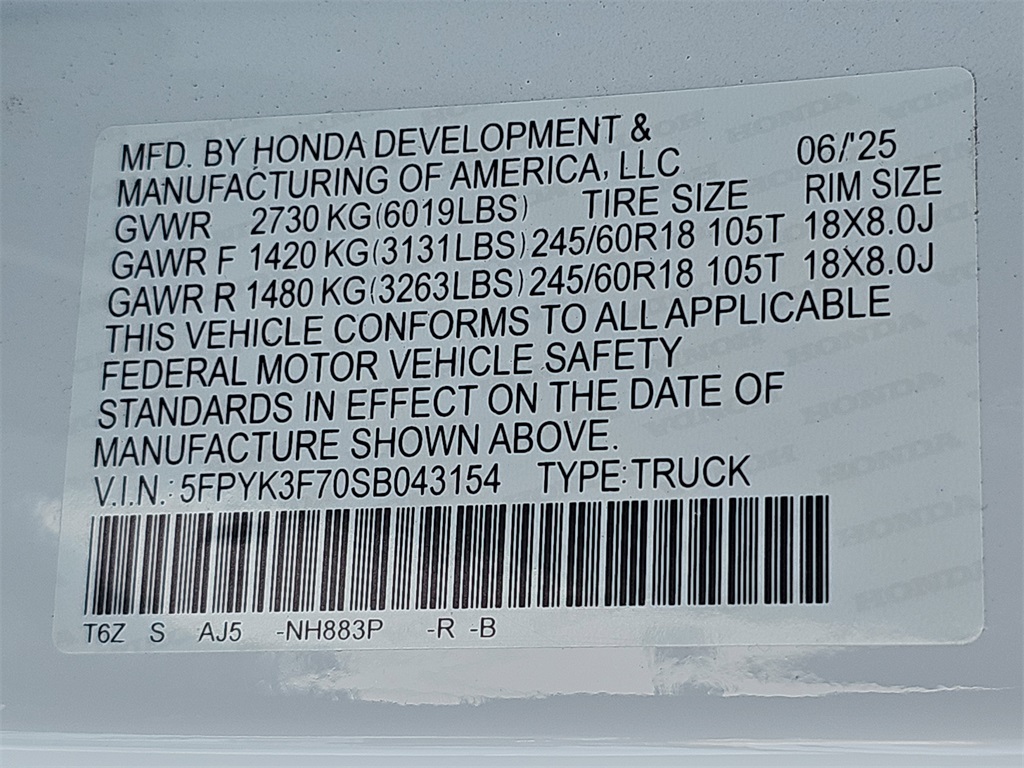 MFD. BY HONDA DEVELOPMENT &
MANUFACTURING OF AMERICA, LLC 06/'25
GVWR 2730 KG(6019LBS) TIRE SIZE RIM SIZE
GAWR F 1420 KG(3131LBS) 245/60R18 105T 18X8.0J
GAWR R 1480 KG(3263LBS) 245/60R18 105T 18X8.0J
THIS VEHICLE CONFORMS TO ALL APPLICABLE
FEDERAL MOTOR VEHICLE SAFETY
STANDARDS IN EFFECT ON THE DATE OF
MANUFACTURE SHOWN ABOVE.
V.I.N.: 5FPYK3F70SB043154 TYPE: TRUCK
T6Z S AJ5 -NH883P -R -B